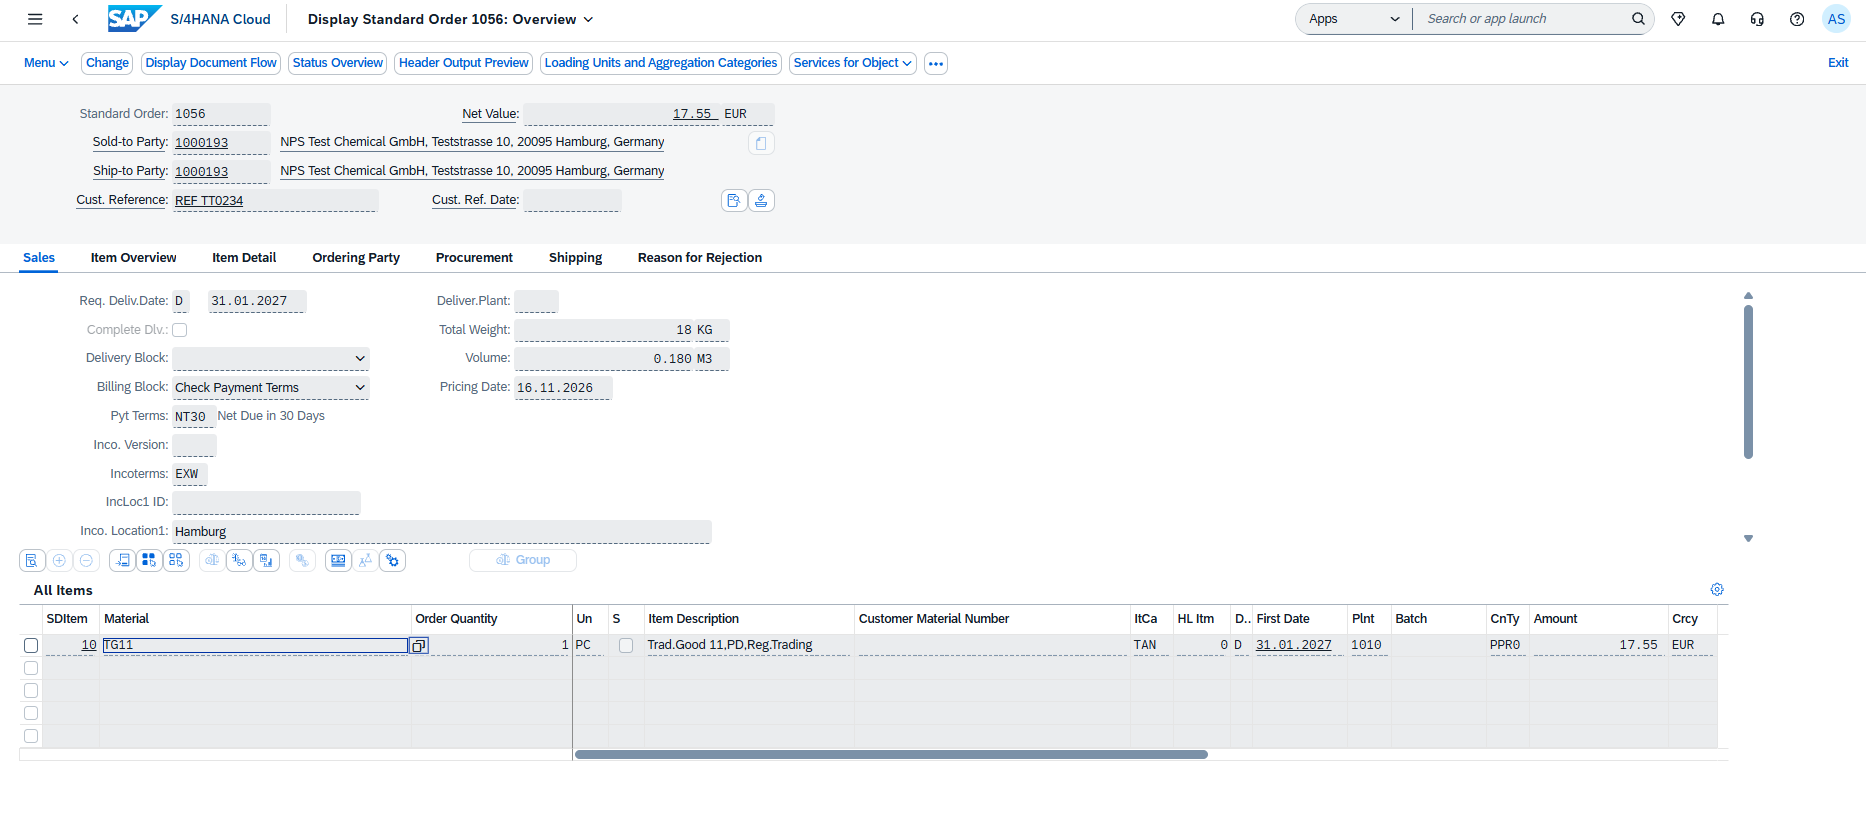 SAP S/4HANA Cloud Display Standard Order 1056: Overview Apps Search or app launch AS
Menu Change Display Document Flow Status Overview Header Output Preview Loading Units and Aggregation Categories Services for Object ••• Exit
Standard Order: 1056 Net Value: 17.55 EUR
Sold-to Party: 1000193 NPS Test Chemical GmbH, Teststrasse 10, 20095 Hamburg, Germany
Ship-to Party: 1000193 NPS Test Chemical GmbH, Teststrasse 10, 20095 Hamburg, Germany
Cust. Reference: REF TT0234 Cust. Ref. Date:
Sales Item Overview Item Detail Ordering Party Procurement Shipping Reason for Rejection
Req. Deliv.Date: D 31.01.2027 Deliver.Plant:
Complete Dlv.: Total Weight: 18 KG
Delivery Block: Volume: 0.180 M3
Billing Block: Check Payment Terms Pricing Date: 16.11.2026
Pyt Terms: NT30 Net Due in 30 Days
Inco. Version:
Incoterms: EXW
IncLoc1 ID:
Inco. Location1: Hamburg
Group
All Items
SDItem Material Order Quantity Un S Item Description Customer Material Number ItCa HL Itm D.. First Date Plnt Batch CnTy Amount Crcy
10 TG11 1 PC Trad.Good 11,PD,Reg.Trading TAN 0 D 31.01.2027 1010 PPR0 17.55 EUR